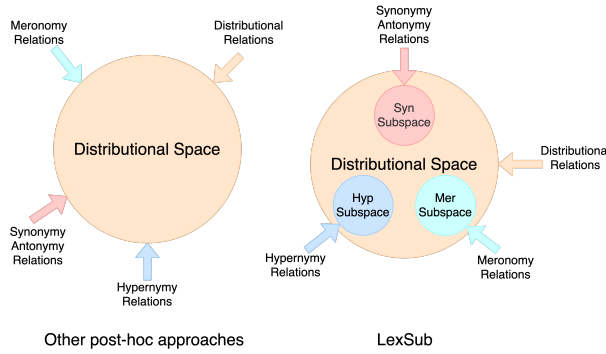 Meronomy
Relations
Distributional
Relations
Distributional Space
Synonymy
Antonymy
Relations
Hypernymy
Relations
Other post-hoc approaches
Synonymy
Antonymy
Relations
Syn
Subspace
Distributional Space
Distributiona
Relations
Hyp
Subspace
Mer
Subspace
Hypernymy
Relations
Meronomy
Relations
LexSub